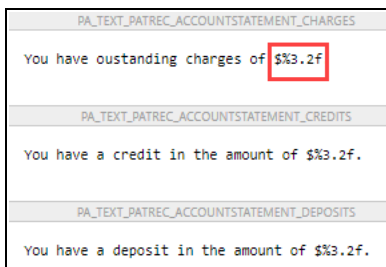 PA_TEXT_PATREC_ACCOUNTSTATEMENT_CHARGES
You have oustanding charges of $%3.2f
PA_TEXT_PATREC_ACCOUNTSTATEMENT_CREDITS
You have a credit in the amount of $%3.2f.
PA_TEXT_PATREC_ACCOUNTSTATEMENT_DEPOSITS
You have a deposit in the amount of $%3.2f.